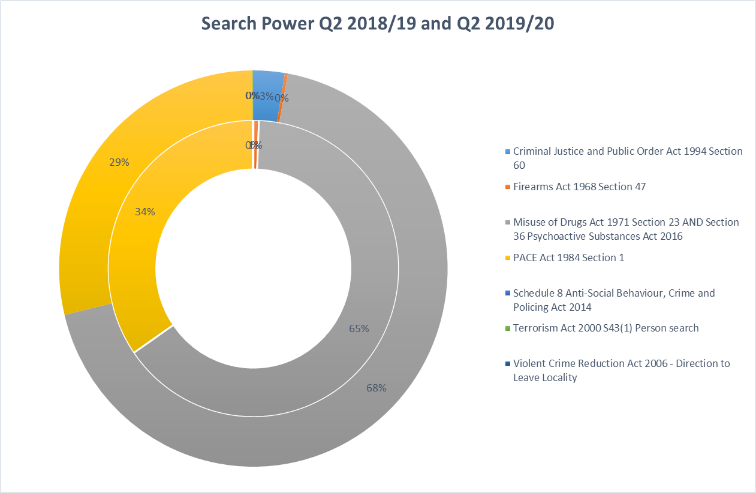 Search Power Q2 2018/19 and Q2 2019/20
0%
3%
0%
0%
1%
29%
34%
65%
68%
Criminal Justice and Public Order Act 1994 Section
60
Firearms Act 1968 Section 47
Misuse of Drugs Act 1971 Section 23 AND Section
36 Psychoactive Substances Act 2016
PACE Act 1984 Section 1
Schedule 8 Anti-Social Behaviour, Crime and
Policing Act 2014
Terrorism Act 2000 S43(1) Person search
Violent Crime Reduction Act 2006 - Direction to
Leave Locality